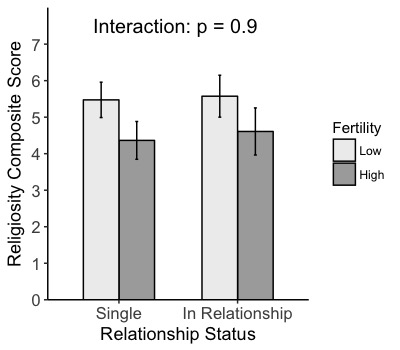 Interaction: p = 0.9
Religiosity Composite Score
7
6
5
4
3
2
1
0
Single
In Relationship
Relationship Status
Fertility
Low
High